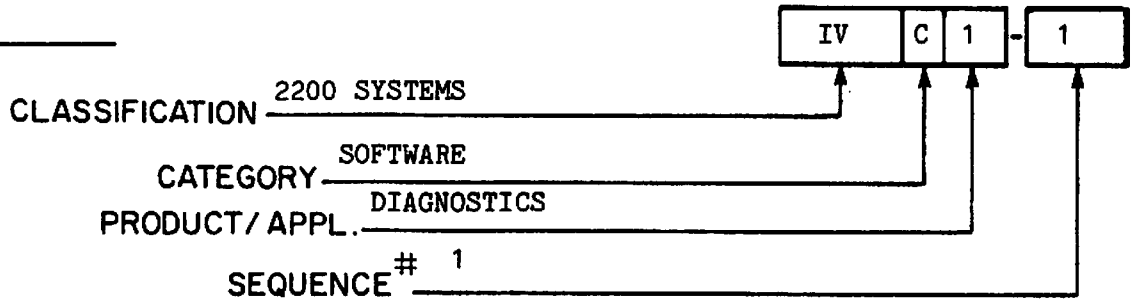 IV C 1 - 1
CLASSIFICATION 2200 SYSTEMS
CATEGORY SOFTWARE
PRODUCT/APPL. DIAGNOSTICS
SEQUENCE # 1